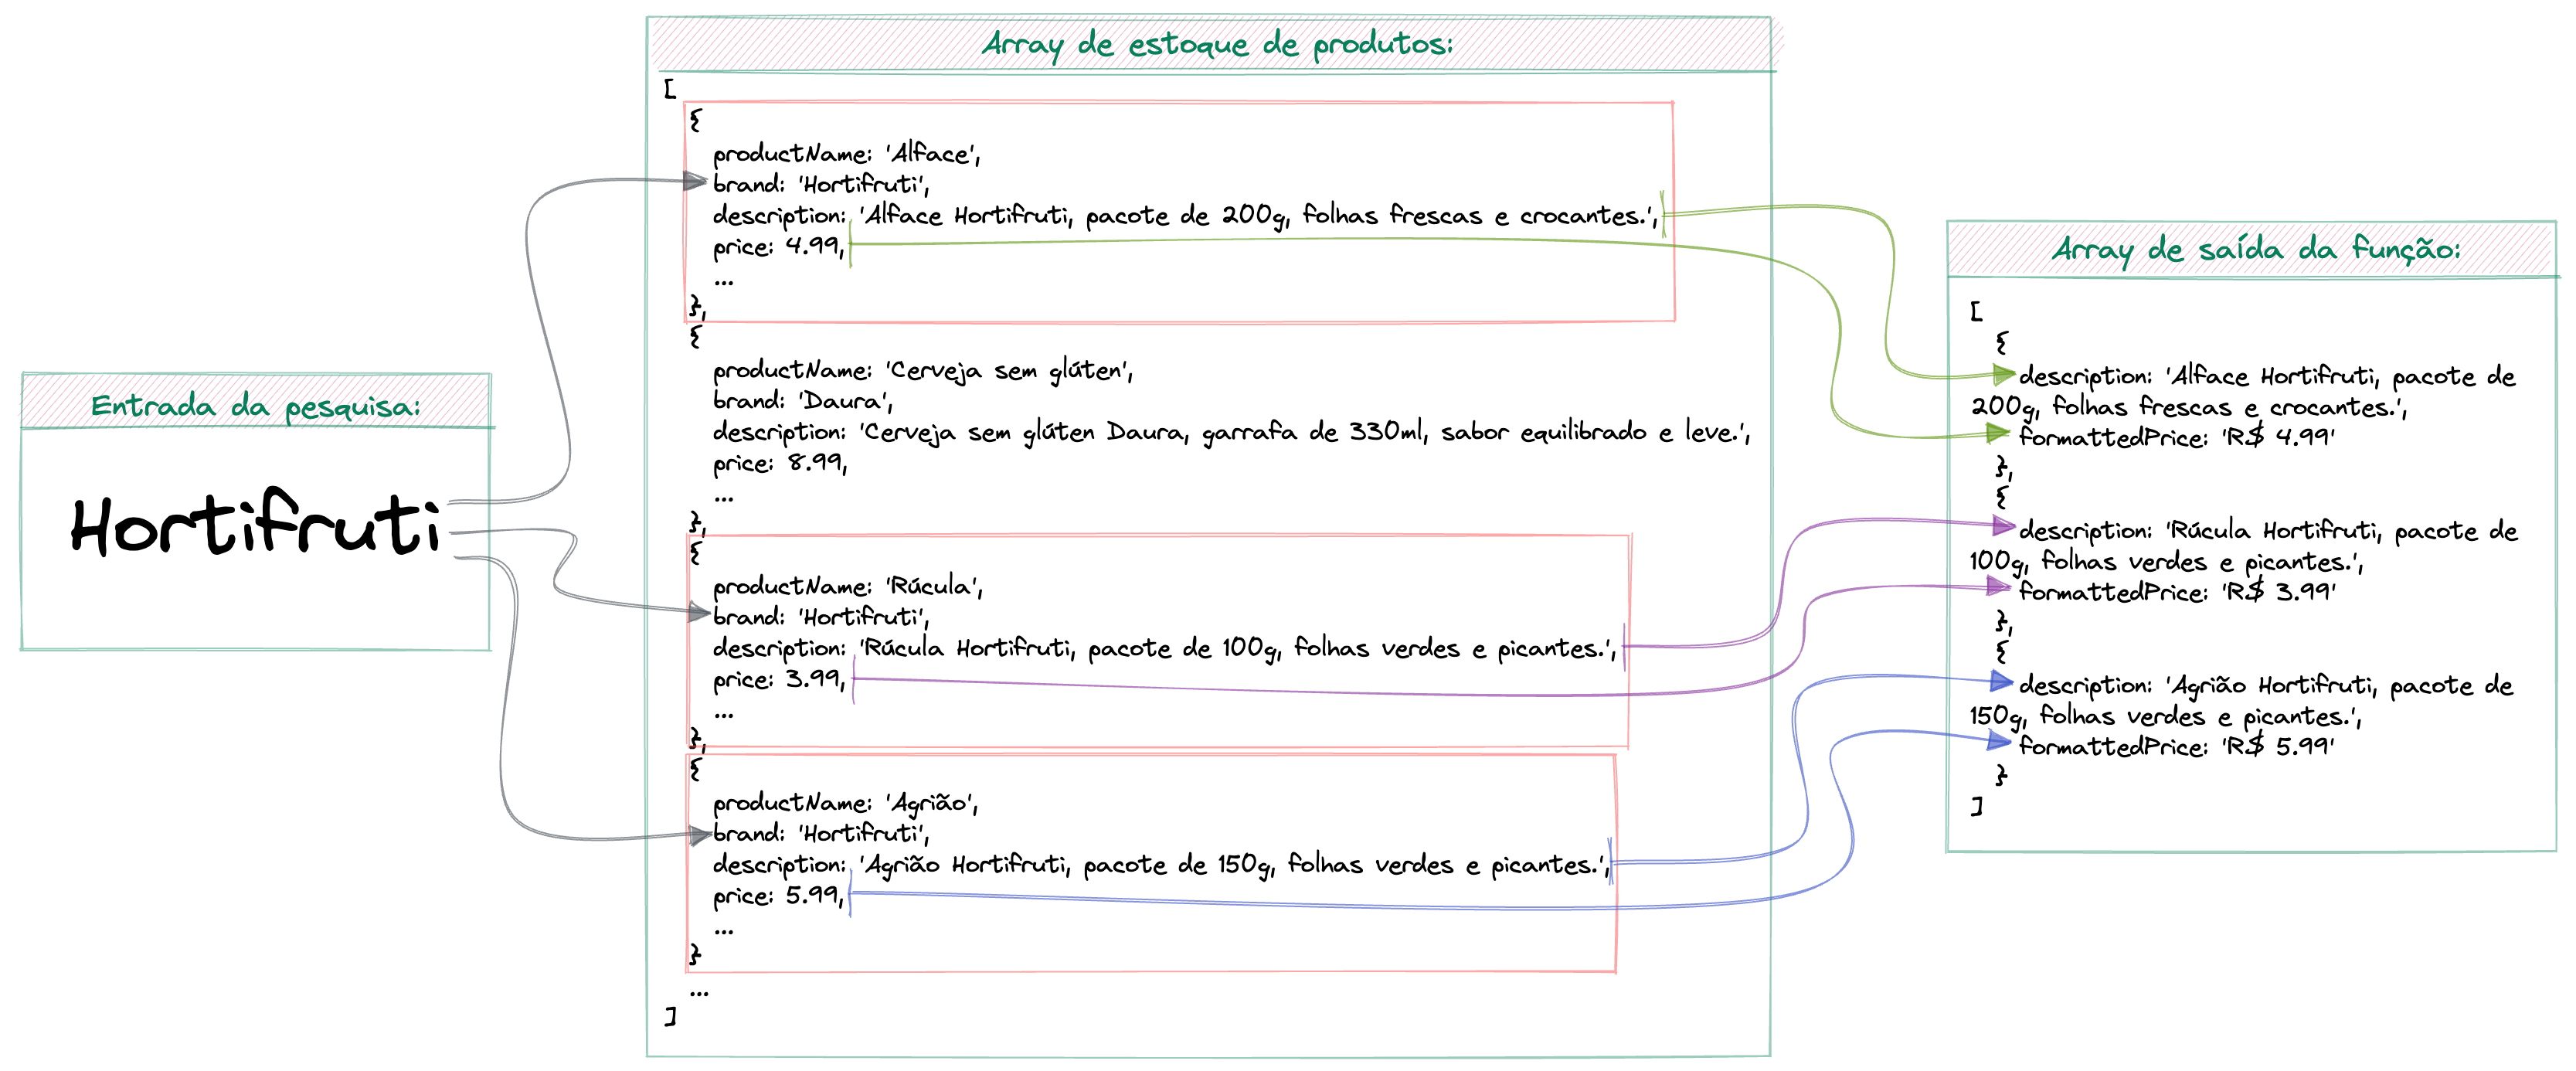 Entrada da pesquisa:
Hortifruti
Array de estoque de produtos:
[
{
productName: 'Alface',
brand: 'Hortifruti',
description: 'Alface Hortifruti, pacote de 200g, folhas frescas e crocantes.',
price: 4.99,
...
},
{
productName: 'Cerveja sem glúten',
brand: 'Daura',
description: 'Cerveja sem glúten Daura, garrafa de 330ml, sabor equilibrado e leve.',
price: 8.99,
...
},
{
productName: 'Rúcula',
brand: 'Hortifruti',
description: 'Rúcula Hortifruti, pacote de 100g, folhas verdes e picantes.',
price: 3.99,
...
},
{
productName: 'Agrião',
brand: 'Hortifruti',
description: 'Agrião Hortifruti, pacote de 150g, folhas verdes e picantes.',
price: 5.99,
...
}
...
]
Array de saída da função:
[
{
description: 'Alface Hortifruti, pacote de
200g, folhas frescas e crocantes.',
formattedPrice: 'R$ 4.99'
},
{
description: 'Rúcula Hortifruti, pacote de
100g, folhas verdes e picantes.',
formattedPrice: 'R$ 3.99'
},
{
description: 'Agrião Hortifruti, pacote de
150g, folhas verdes e picantes.',
formattedPrice: 'R$ 5.99'
}
]